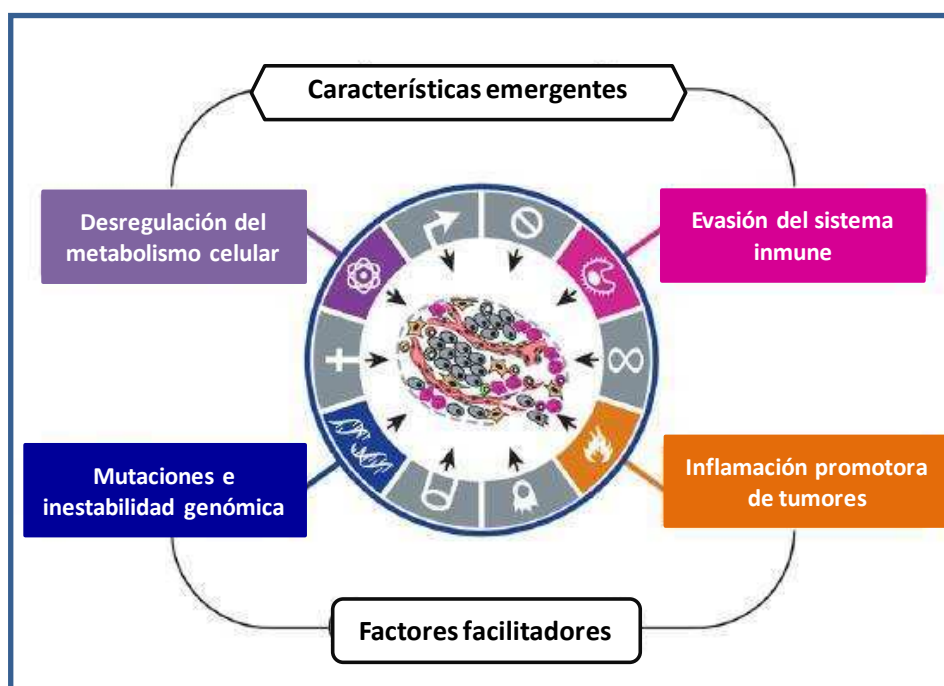 Características emergentes
Desregulación del
metabolismo celular
Evasión del sistema
inmune
Mutaciones e
inestabilidad genómica
Inflamación promotora
de tumores
Factores facilitadores